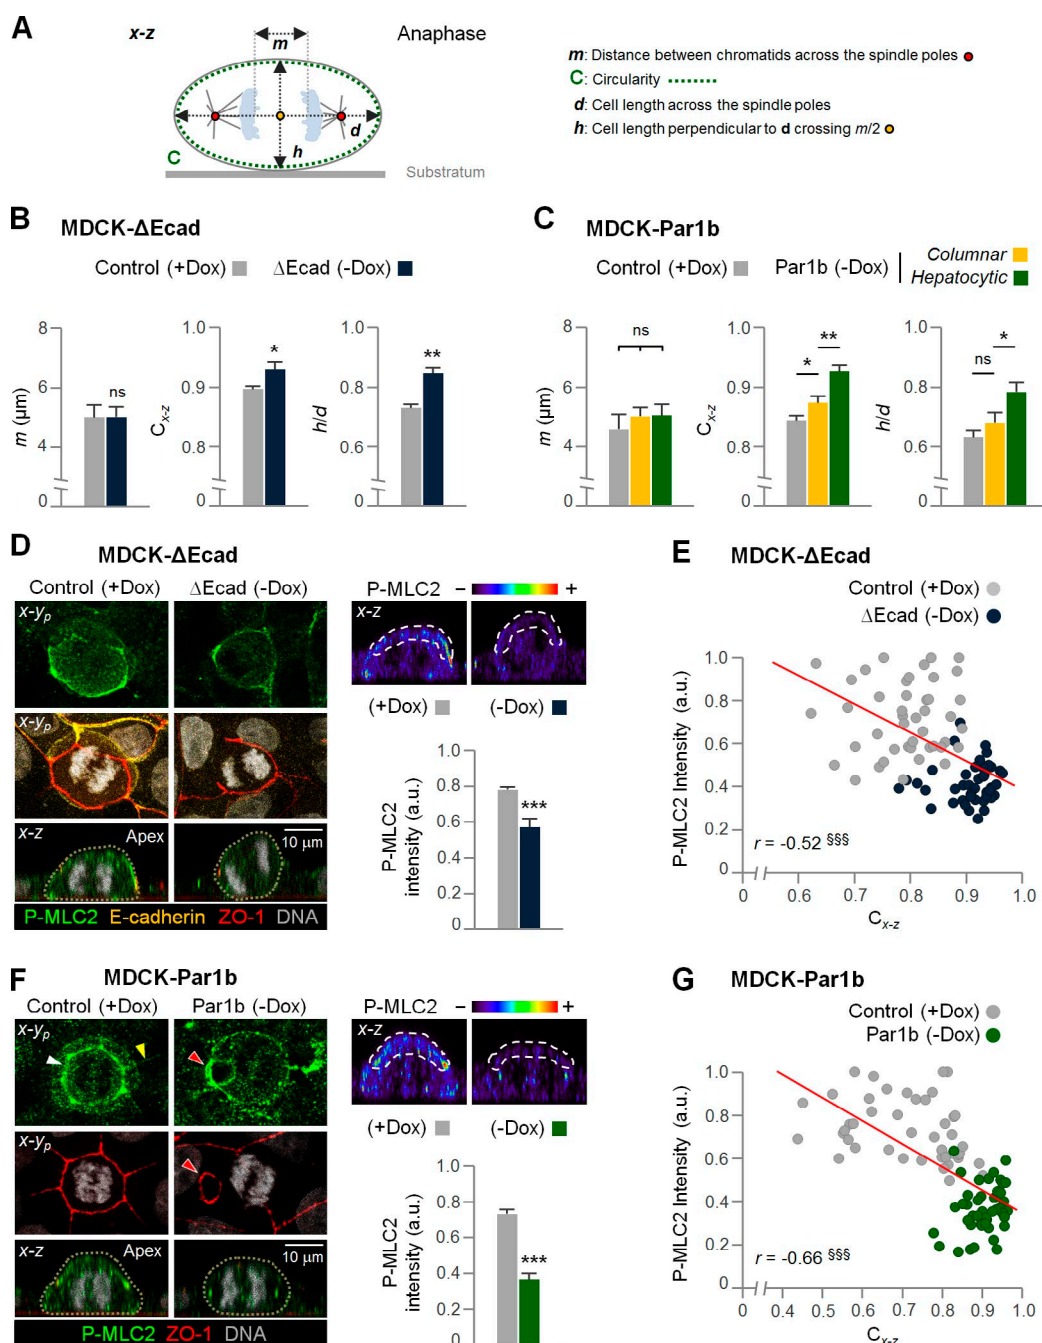 A
x-z
Anaphase
m
d
h
C
Substratum
m: Distance between chromatids across the spindle poles
C: Circularity
d: Cell length across the spindle poles
h: Cell length perpendicular to d crossing m/2
B
MDCK-ΔEcad
Control (+Dox)
ΔEcad (-Dox)
8
6
4
0
m (μm)
ns
1.0
0.9
0.8
0
Cx-z
*
1.0
0.8
0.6
0
h/d
**
C
MDCK-Par1b
Control (+Dox)
Par1b (-Dox)
Columnar
Hepatocytic
8
6
4
0
m (μm)
ns
1.0
0.9
0.8
0
Cx-z
*
**
1.0
0.8
0.6
0
h/d
ns
*
D
MDCK-ΔEcad
Control (+Dox)
ΔEcad (-Dox)
x-yp
x-yp
x-z
Apex
10 μm
P-MLC2 E-cadherin ZO-1 DNA
P-MLC2 - +
x-z
(+Dox)
(-Dox)
1.0
0.8
0.6
0.4
0.2
0
P-MLC2
intensity (a.u.)
***
E
MDCK-ΔEcad
Control (+Dox)
ΔEcad (-Dox)
P-MLC2 Intensity (a.u.)
1.0
0.8
0.6
0.4
0.2
0
r = -0.52 §§§
0 0.6 0.7 0.8 0.9 1.0
Cx-z
F
MDCK-Par1b
Control (+Dox)
Par1b (-Dox)
x-yp
x-yp
x-z
Apex
10 μm
P-MLC2 ZO-1 DNA
P-MLC2 - +
x-z
(+Dox)
(-Dox)
1.0
0.8
0.6
0.4
0.2
0
P-MLC2
intensity (a.u.)
***
G
MDCK-Par1b
Control (+Dox)
Par1b (-Dox)
P-MLC2 Intensity (a.u.)
1.0
0.8
0.6
0.4
0.2
0
r = -0.66 §§§
0 0.4 0.5 0.6 0.7 0.8 0.9 1.0
Cx-z